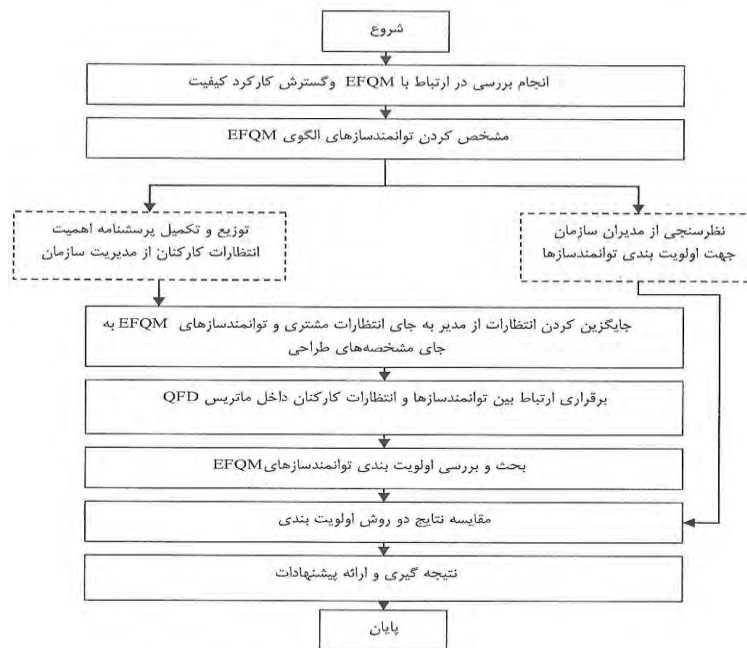 شروع
انجام بررسی در ارتباط با EFQM وگسترش کارکرد کیفیت
مشخص کردن توانمندسازهای الگوی EFQM
نظرسنجی از مدیران سازمان
جهت اولویت بندی توانمندسازها
توزیع و تکمیل پرسشنامه اهمیت
انتظارات کارکنان از مدیریت سازمان
جایگزین کردن انتظارات از مدیر به جای انتظارات مشتری و توانمندسازهای EFQM به
جای مشخصه‌های طراحی
برقراری ارتباط بین توانمندسازها و انتظارات کارکنان داخل ماتریس QFD
بحث و بررسی اولویت بندی توانمندسازهای EFQM
مقایسه نتایج دو روش اولویت بندی
نتیجه گیری و ارائه پیشنهادات
پایان